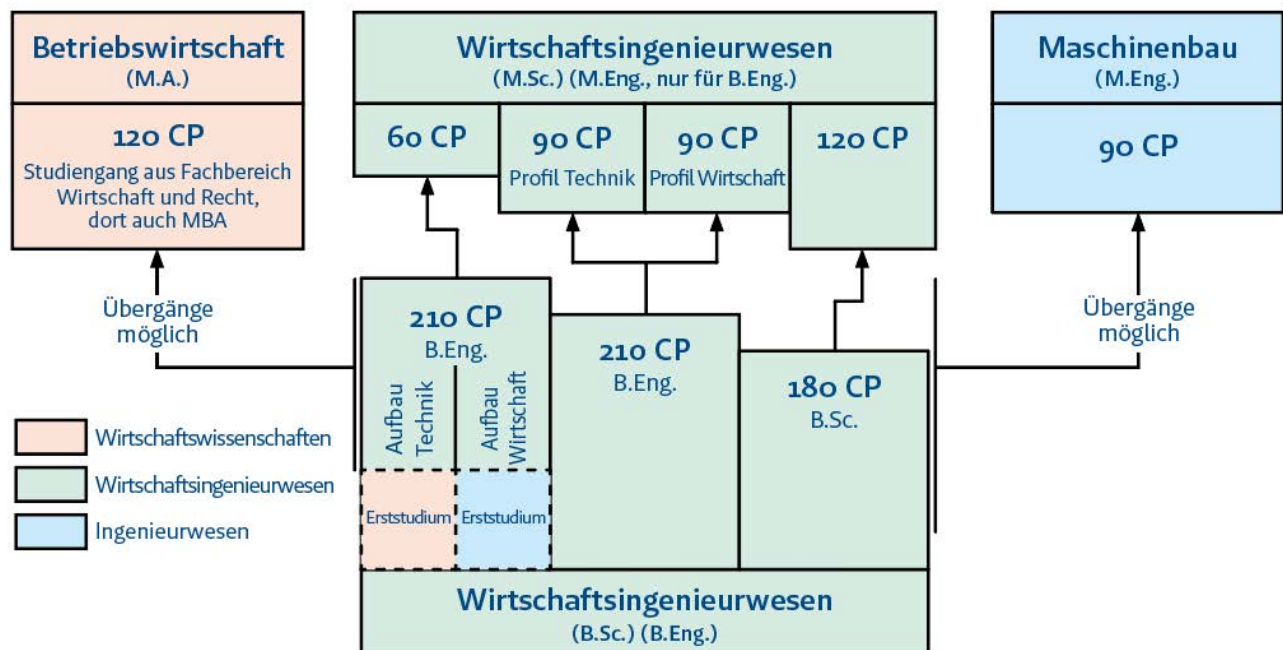 Betriebswirtschaft
(M.A.)
120 CP
Studiengang aus Fachbereich
Wirtschaft und Recht,
dort auch MBA
Wirtschaftsingenieurwesen
(M.Sc.) (M.Eng., nur für B.Eng.)
60 CP
90 CP
Profil Technik
90 CP
Profil Wirtschaft
120 CP
Maschinenbau
(M.Eng.)
90 CP
Übergänge
möglich
210 CP
B.Eng.
Aufbau
Technik
Aufbau
Wirtschaft
Erststudium
Erststudium
210 CP
B.Eng.
180 CP
B.Sc.
Übergänge
möglich
Wirtschaftswissenschaften
Wirtschaftsingenieurwesen
Ingenieurwesen
Wirtschaftsingenieurwesen
(B.Sc.) (B.Eng.)